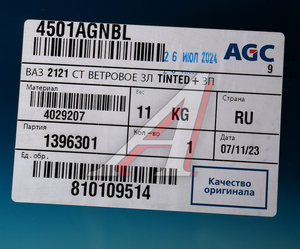 4501AGNBL
26 ИЮЛ 2024
AGC
9
ВАЗ 2121 СТ ВЕТРОВОЕ ЗЛ TINTED + ЗП
Материал
4029207
Вес
11 KG
Страна
RU
Партия
1396301
Кол-во
1
Дата
07/11/23
Ед. обр.
810109514
Качество
оригинала